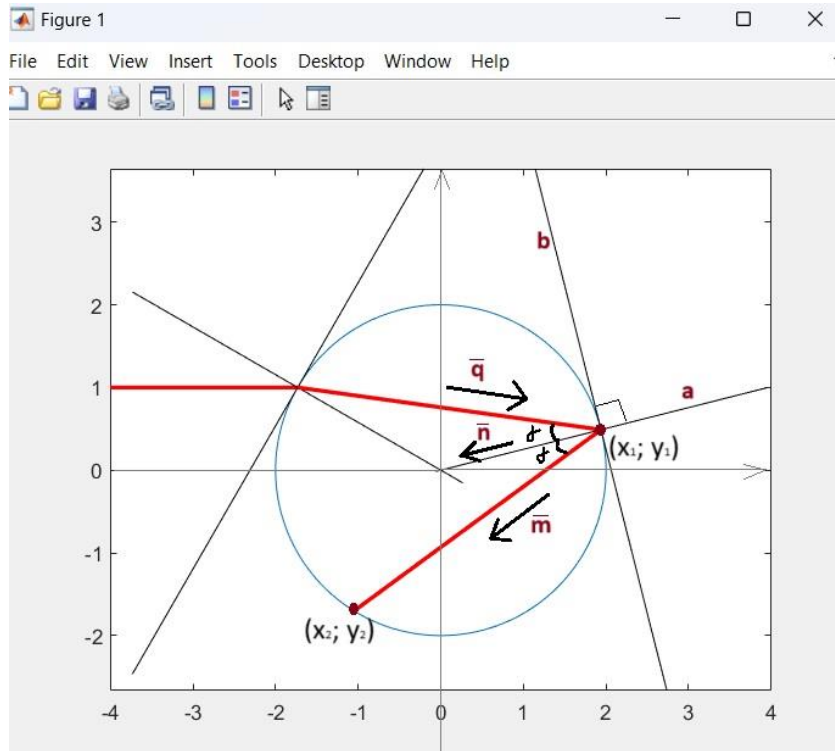 Figure 1
File Edit View Insert Tools Desktop Window Help
3
b
2
1
q̅
a
n̅
γ
(x₁; y₁)
γ
0
m̅
-1
(x₂; y₂)
-2
-4 -3 -2 -1 0 1 2 3 4